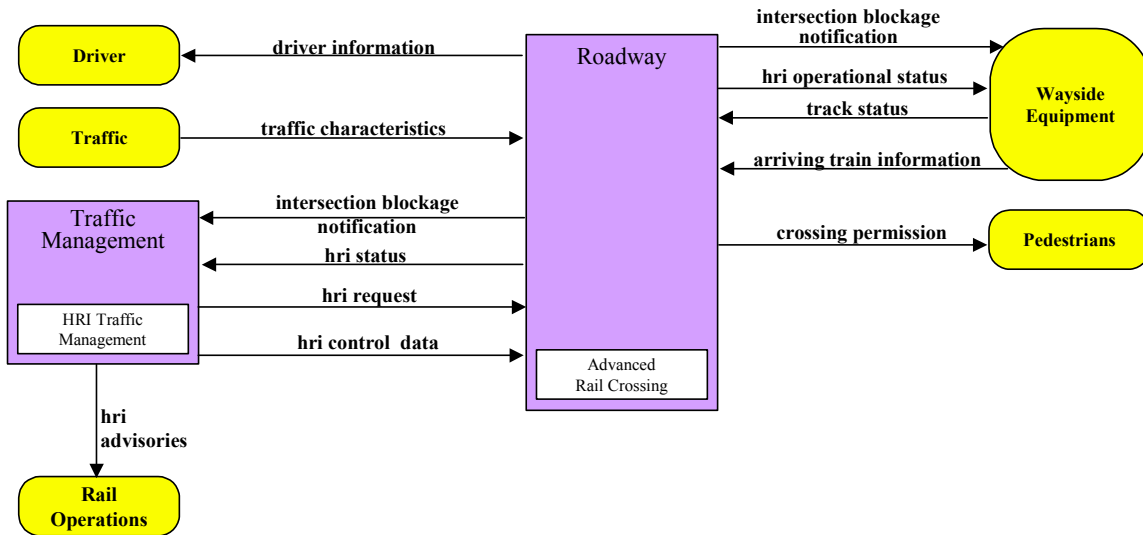 Driver
driver information
Traffic
traffic characteristics
Traffic
Management
HRI Traffic
Management
intersection blockage
notification
hri status
hri request
hri control  data
hri
advisories
Rail
Operations
Roadway
Advanced
Rail Crossing
intersection blockage
notification
hri operational status
track status
arriving train information
Wayside
Equipment
crossing permission
Pedestrians